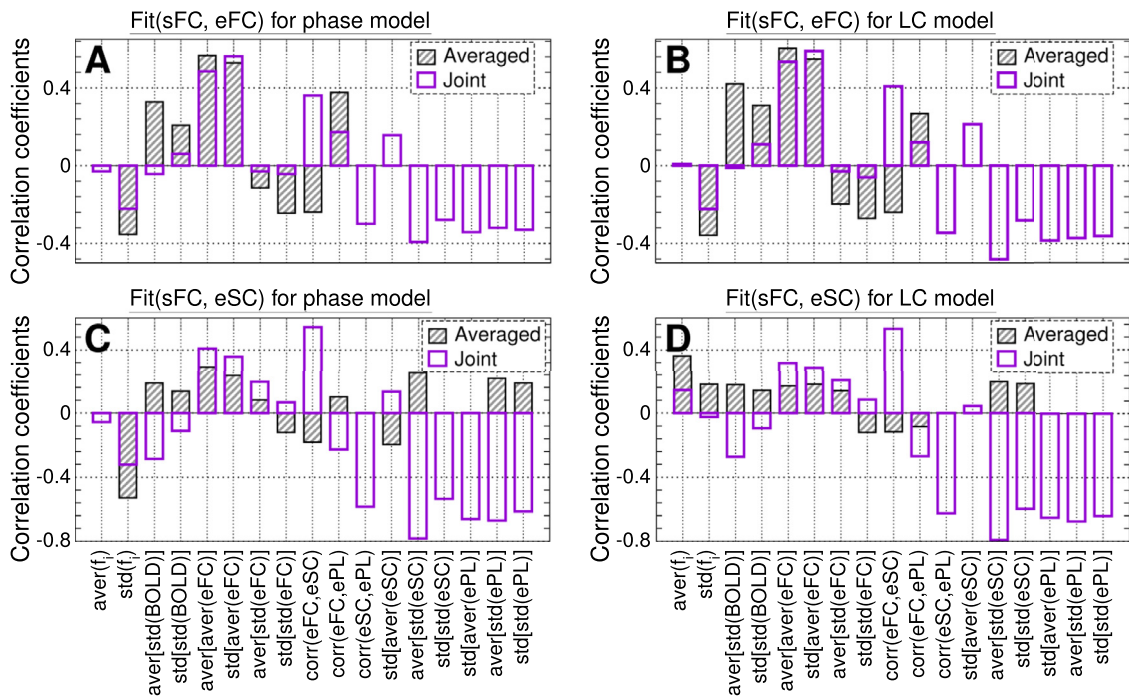 Fit(sFC, eFC) for phase model
A
Averaged
Joint
Correlation coefficients
0.4
0
-0.4
Fit(sFC, eFC) for LC model
B
Averaged
Joint
Correlation coefficients
0.4
0
-0.4
Fit(sFC, eSC) for phase model
C
Averaged
Joint
Correlation coefficients
0.4
0
-0.4
-0.8
aver(fi)
std(fi)
aver[std(BOLD)]
std[std(BOLD)]
aver[aver(eFC)]
std[aver(eFC)]
aver[std(eFC)]
std[std(eFC)]
corr(eFC,eSC)
corr(eFC,ePL)
corr(eSC,ePL)
std[aver(eSC)]
aver[std(eSC)]
std[std(eSC)]
std[aver(ePL)]
aver[std(ePL)]
std[std(ePL)]
Fit(sFC, eSC) for LC model
D
Averaged
Joint
Correlation coefficients
0.4
0
-0.4
-0.8
aver(fi)
std(fi)
aver[std(BOLD)]
std[std(BOLD)]
aver[aver(eFC)]
std[aver(eFC)]
aver[std(eFC)]
std[std(eFC)]
corr(eFC,eSC)
corr(eFC,ePL)
corr(eSC,ePL)
std[aver(eSC)]
aver[std(eSC)]
std[std(eSC)]
std[aver(ePL)]
aver[std(ePL)]
std[std(ePL)]